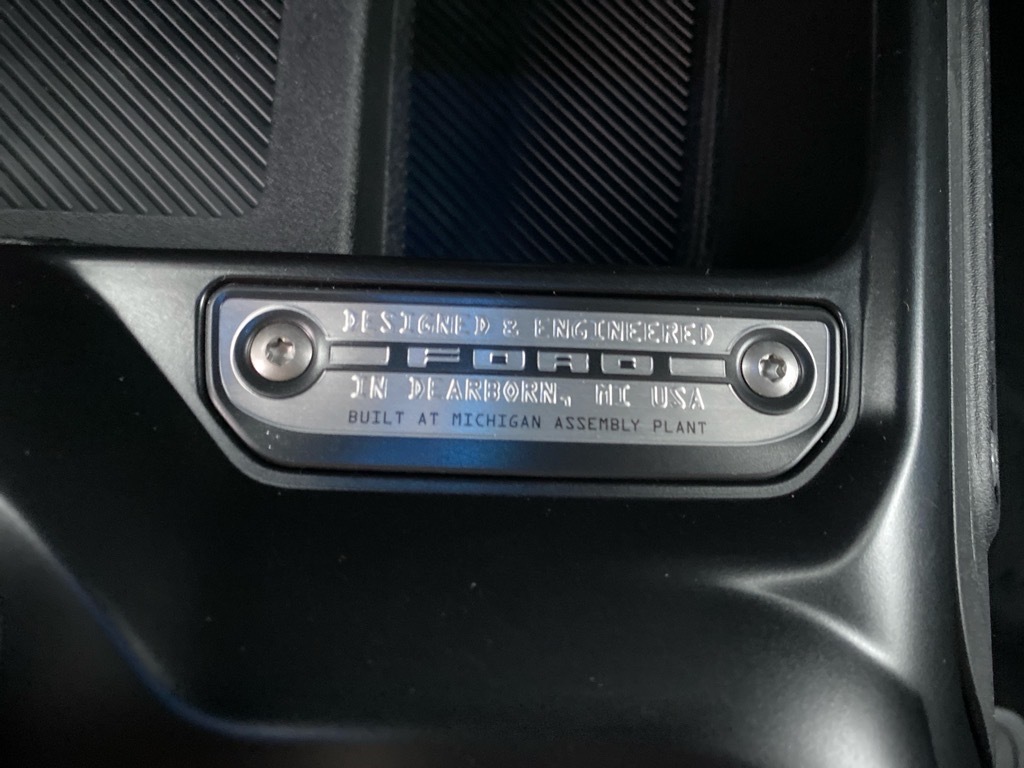 DESIGNED & ENGINEERED
FORD
IN DEARBORN, MI USA
BUILT AT MICHIGAN ASSEMBLY PLANT